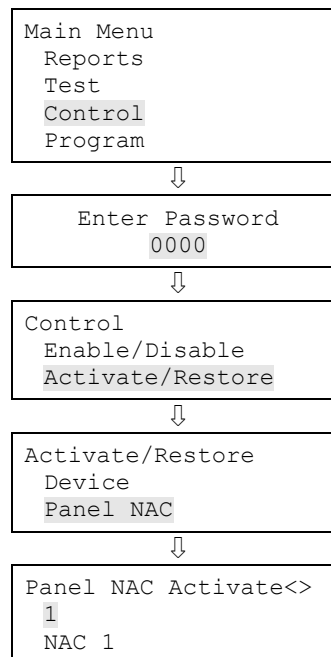 Main Menu
Reports
Test
Control
Program
⇩
Enter Password
0000
⇩
Control
Enable/Disable
Activate/Restore
⇩
Activate/Restore
Device
Panel NAC
⇩
Panel NAC Activate<>
1
NAC 1